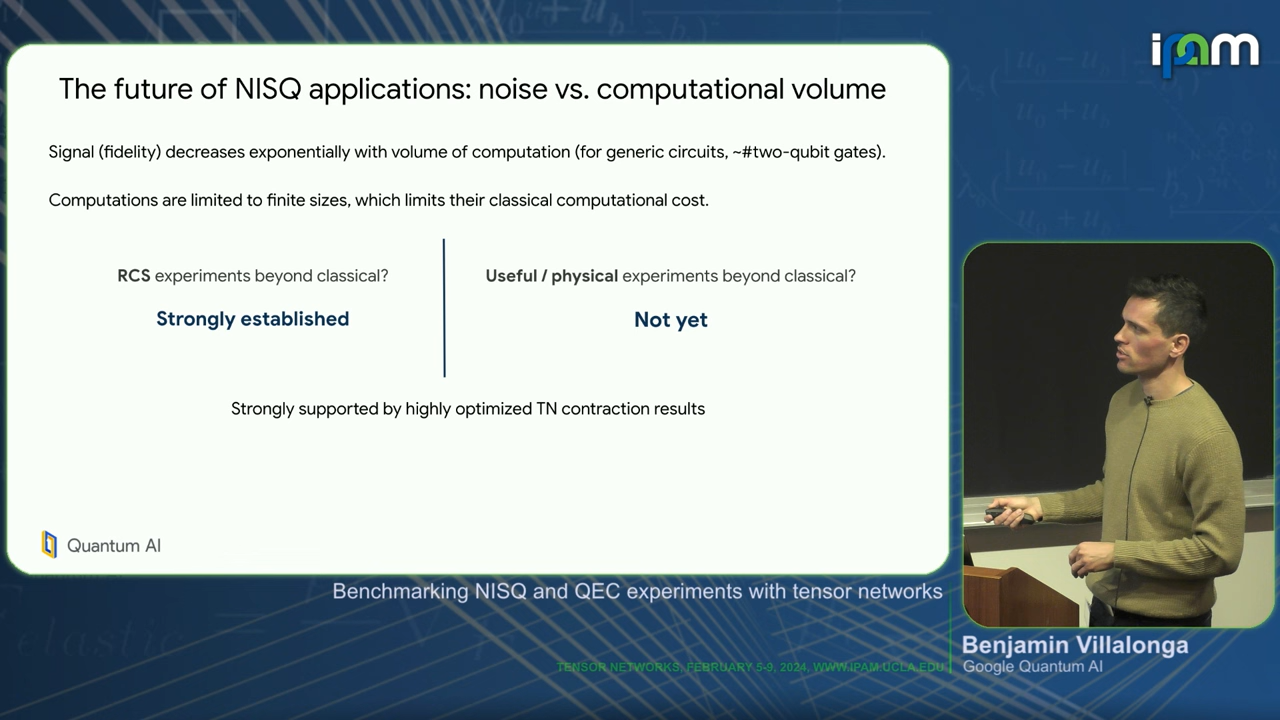 The future of NISQ applications: noise vs. computational volume
Signal (fidelity) decreases exponentially with volume of computation (for generic circuits, ~#two-qubit gates).
Computations are limited to finite sizes, which limits their classical computational cost.
RCS experiments beyond classical?
Strongly established
Useful / physical experiments beyond classical?
Not yet
Strongly supported by highly optimized TN contraction results
Quantum AI
ipam
Benchmarking NISQ and QEC experiments with tensor networks
Benjamin Villalonga
Google Quantum AI
TENSOR NETWORKS, FEBRUARY 5-9, 2024, WWW.IPAM.UCLA.EDU
elastic